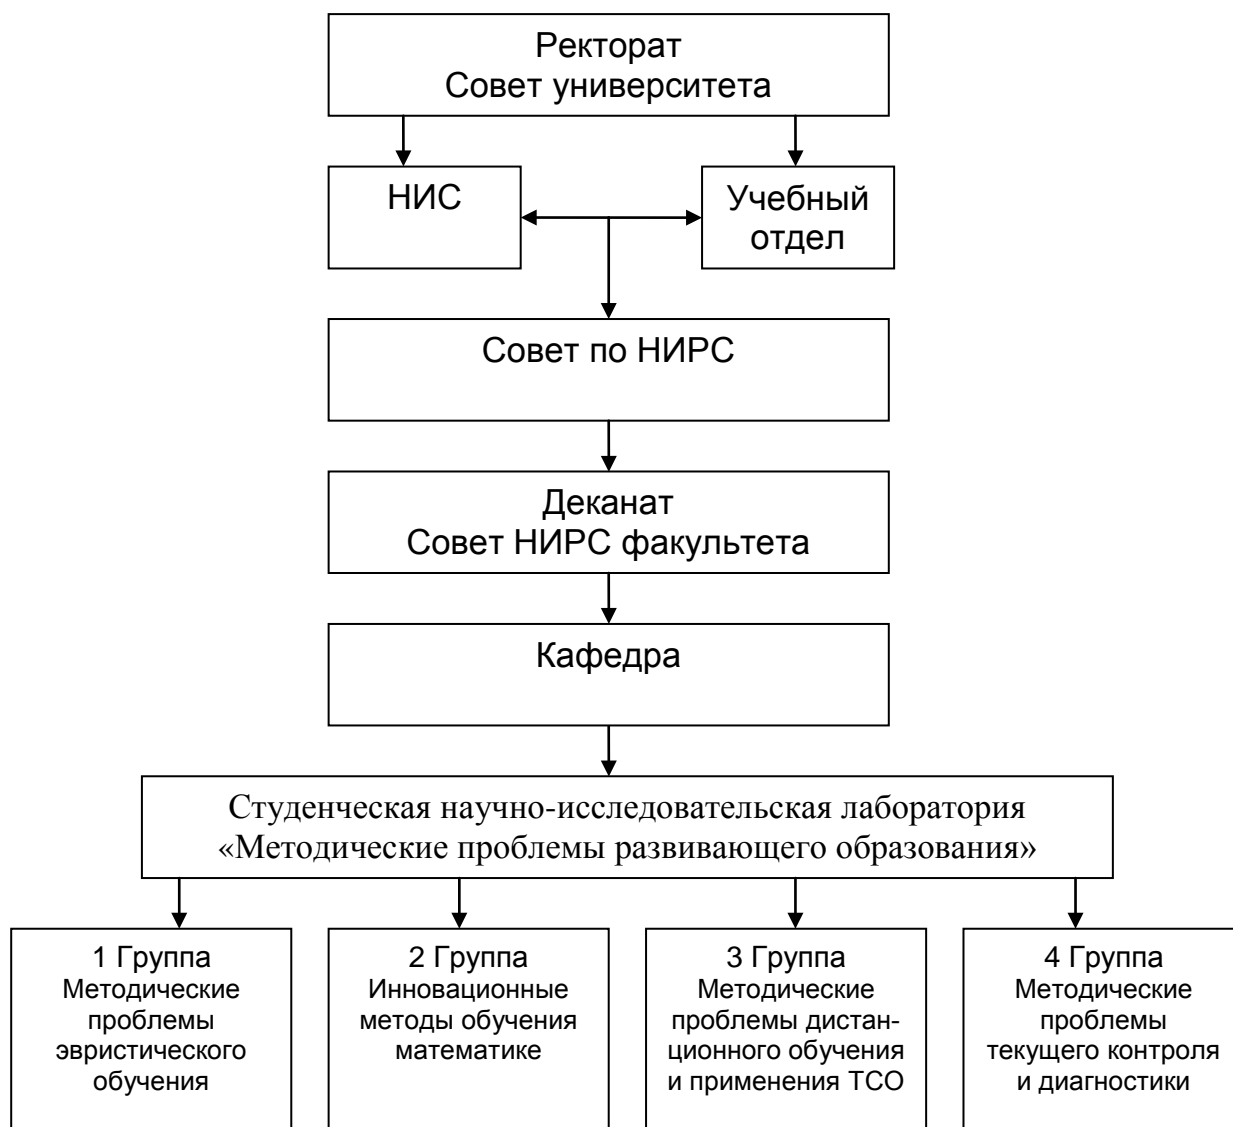 Ректорат
Совет университета
НИС
Учебный
отдел
Совет по НИРС
Деканат
Совет НИРС факультета
Кафедра
Студенческая научно-исследовательская лаборатория
«Методические проблемы развивающего образования»
1 Группа
Методические
проблемы
эвристического
обучения
2 Группа
Инновационные
методы обучения
математике
3 Группа
Методические
проблемы дистан-
ционного обучения
и применения ТСО
4 Группа
Методические
проблемы
текущего контроля
и диагностики